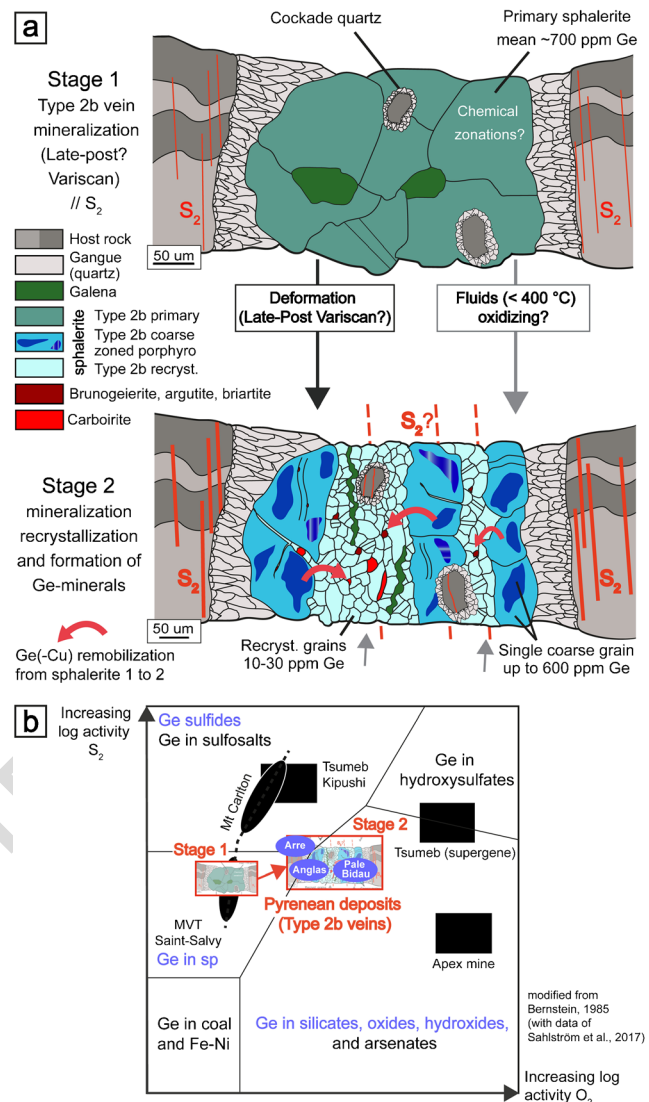 a
Cockade quartz
Primary sphalerite
mean ~700 ppm Ge
Stage 1
Type 2b vein
mineralization
(Late-post?
Variscan)
// S2
Chemical
zonations?
S2
S2
50 um
Host rock
Gangue
(quartz)
Galena
sphalerite
Type 2b primary
Type 2b coarse
zoned porphyro
Type 2b recryst.
Brunogeierite, argutite, briartite
Carboirite
Deformation
(Late-Post Variscan?)
Fluids (< 400 °C)
oxidizing?
S2?
Stage 2
mineralization
recrystallization
and formation of
Ge-minerals
S2
S2
50 um
Ge(-Cu) remobilization
from sphalerite 1 to 2
Recryst. grains
10-30 ppm Ge
Single coarse grain
up to 600 ppm Ge
b
Increasing
log activity
S2
Ge sulfides
Ge in sulfosalts
Ge in
hydroxysulfates
Mt Carlton
Tsumeb
Kipushi
Stage 1
Stage 2
Arre
Anglas
Pale
Bidau
Tsumeb (supergene)
Pyrenean deposits
(Type 2b veins)
MVT
Saint-Salvy
Ge in sp
Apex mine
Ge in coal
and Fe-Ni
Ge in silicates, oxides, hydroxides,
and arsenates
modified from
Bernstein, 1985
(with data of
Sahlström et al., 2017)
Increasing log
activity O2